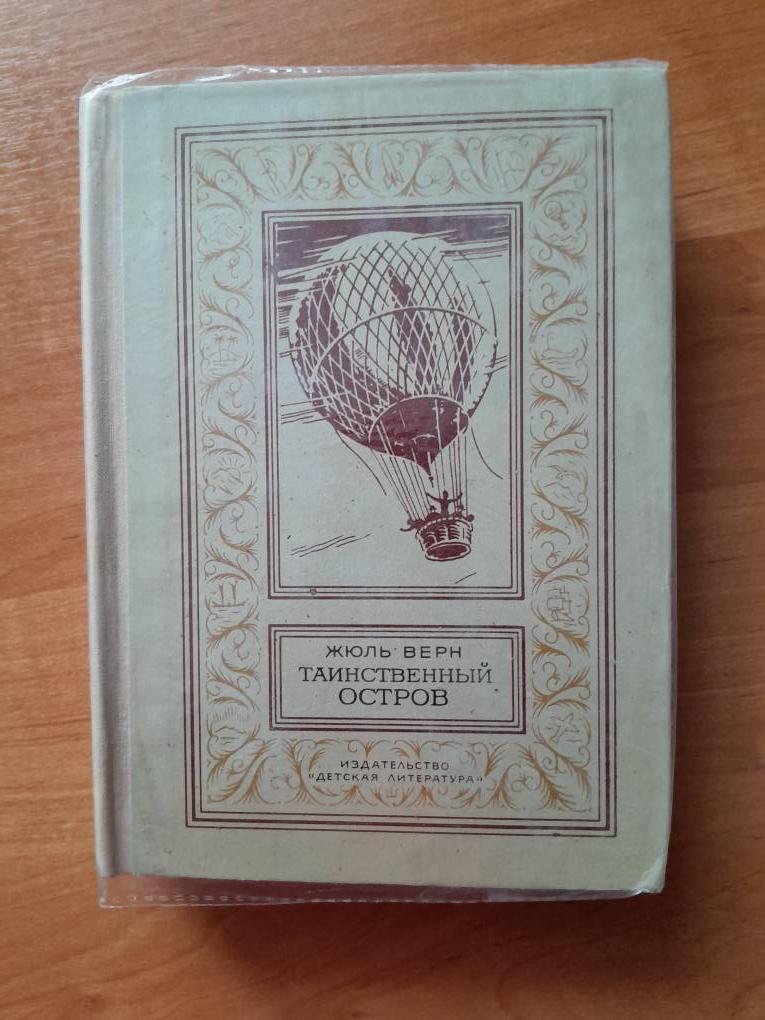 ЖЮЛЬ ВЕРН
ТАИНСТВЕННЫЙ
ОСТРОВ
ИЗДАТЕЛЬСТВО
"ДЕТСКАЯ ЛИТЕРАТУРА"